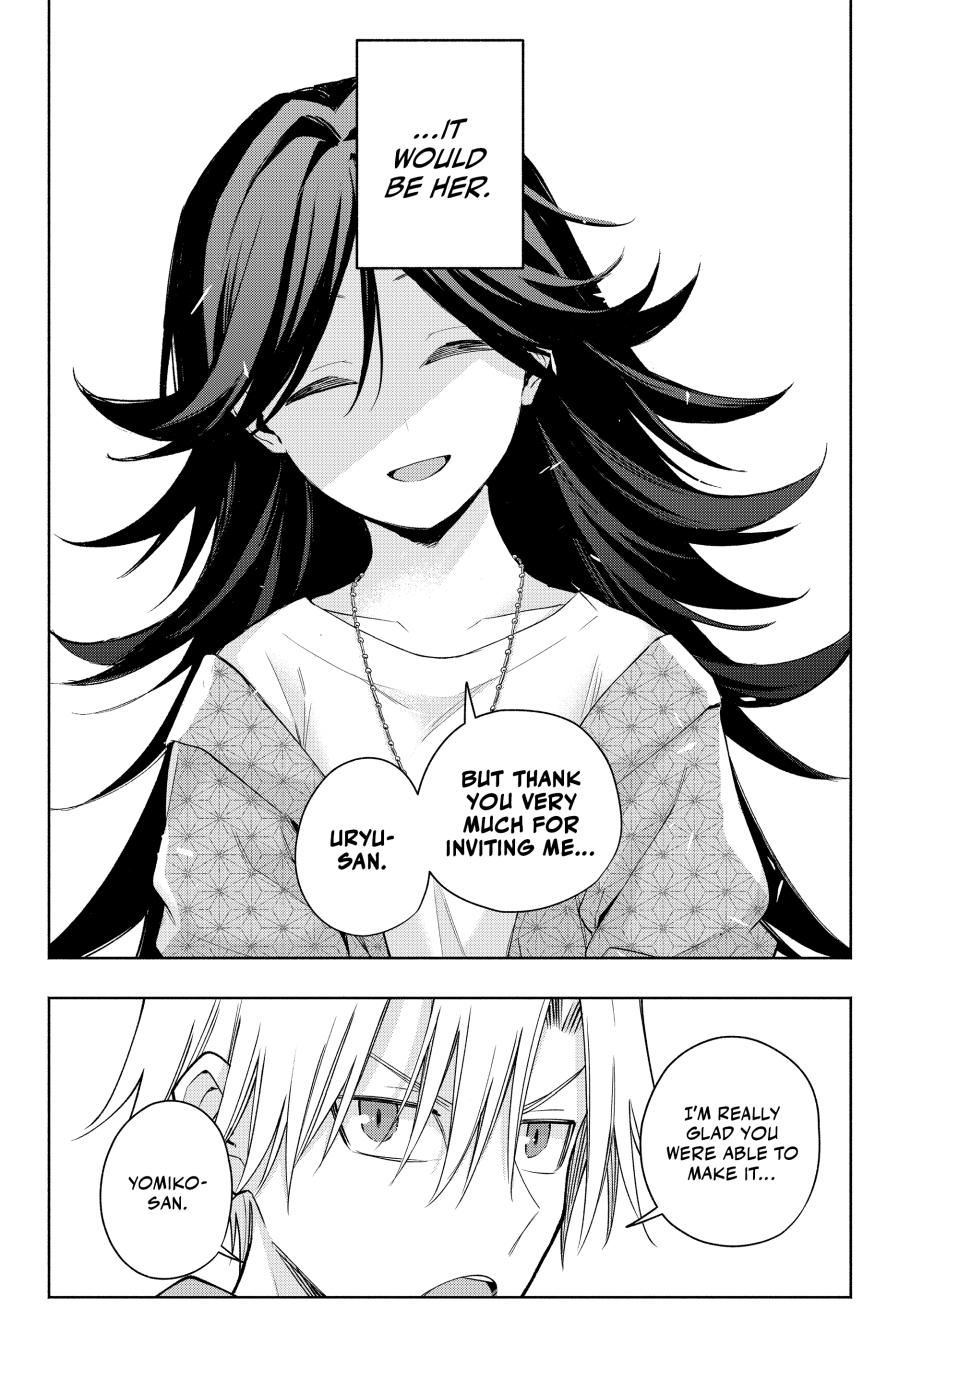 ...IT
WOULD
BE HER.
BUT THANK
YOU VERY
MUCH FOR
INVITING ME...
URYU-
SAN.
I'M REALLY
GLAD YOU
WERE ABLE TO
MAKE IT...
YOMIKO-
SAN.